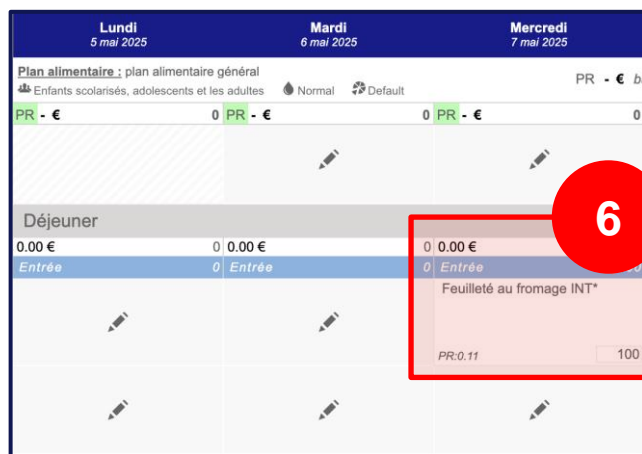 Lundi Mardi Mercredi
5 mai 2025 6 mai 2025 7 mai 2025
Plan alimentaire : plan alimentaire général
Enfants scolarisés, adolescents et les adultes Normal Default PR - €
PR - € 0 PR - € 0 PR - € 0
Déjeuner
6
0.00 € 0 0.00 € 0 0.00 €
Entrée 0 Entrée 0 Entrée
Feuilleté au fromage INT*
PR:0.11 100